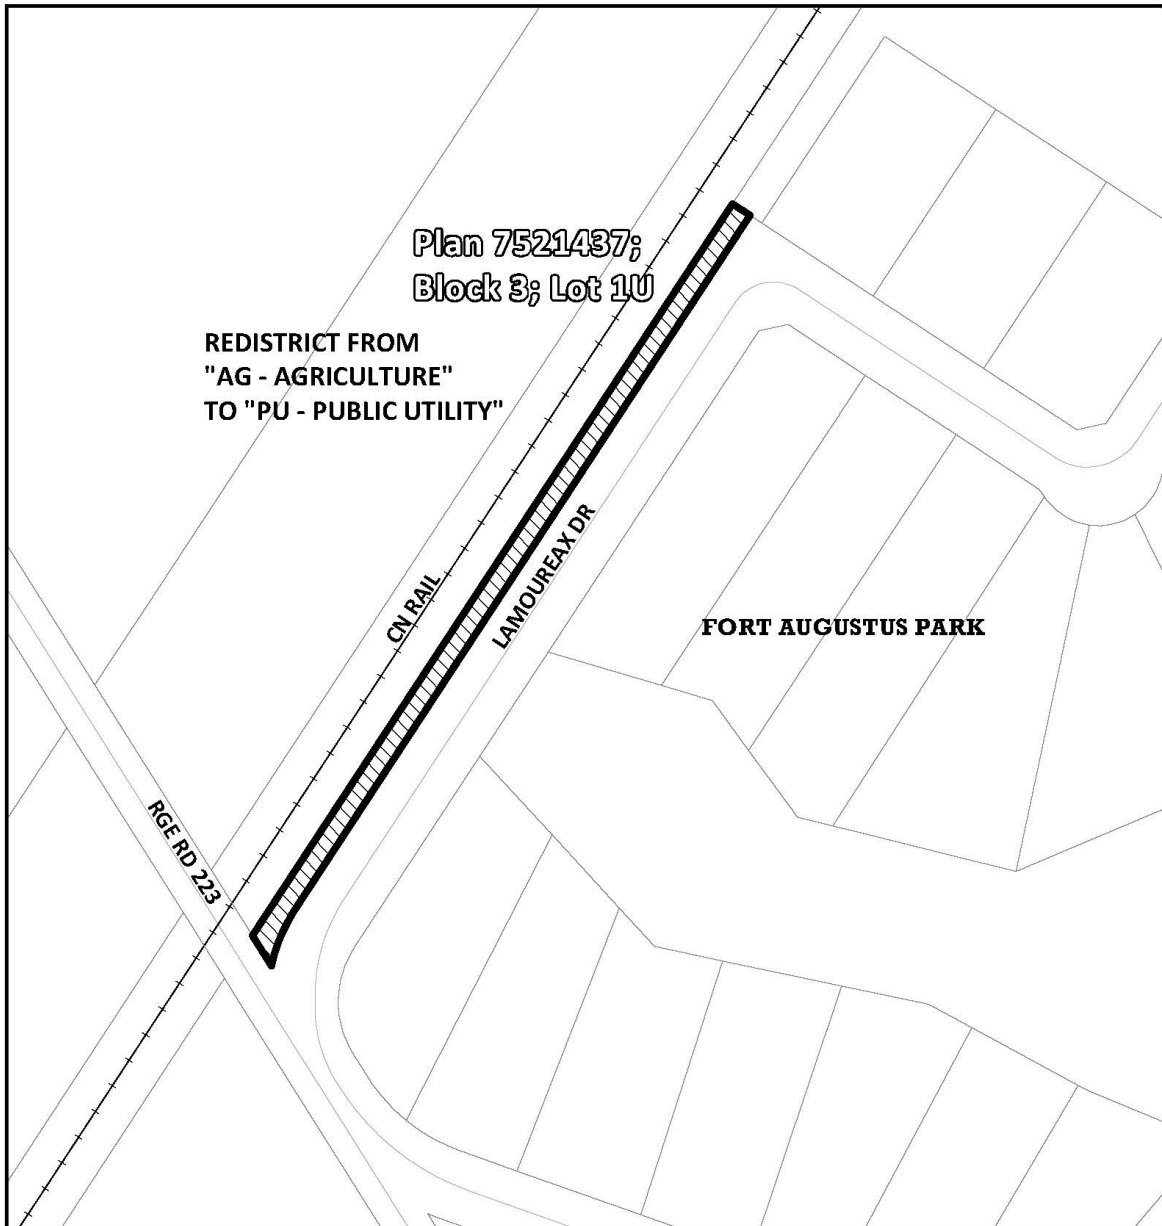 Plan 7521437;
Block 3; Lot 1U
REDISTRICT FROM
"AG - AGRICULTURE"
TO "PU - PUBLIC UTILITY"
CN RAIL
LAMOUREAX DR
FORT AUGUSTUS PARK
RGE RD 223